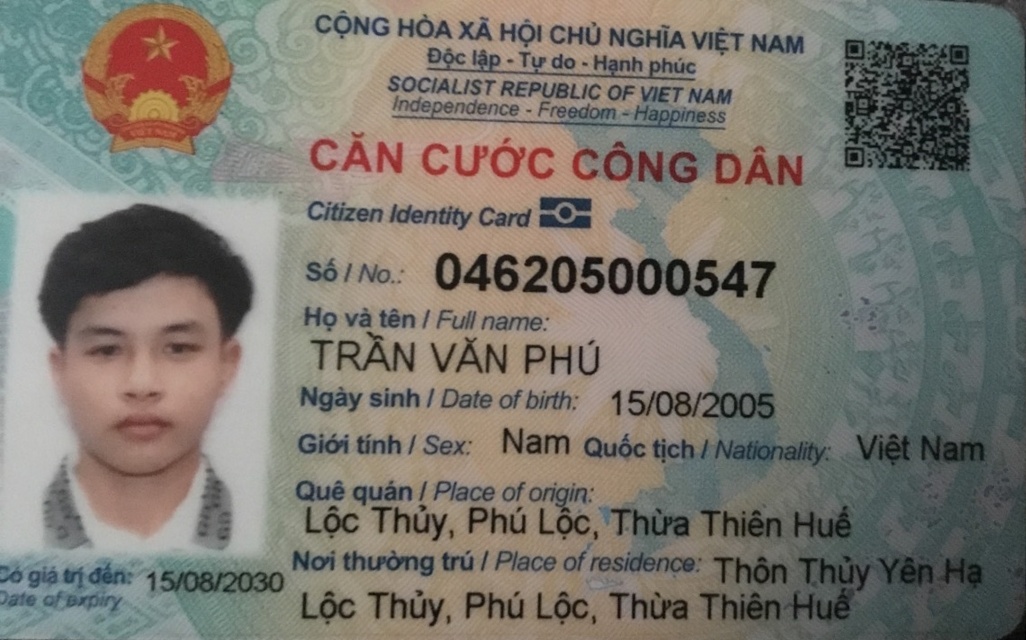 CỘNG HÒA XÃ HỘI CHỦ NGHĨA VIỆT NAM
Độc lập - Tự do - Hạnh phúc
SOCIALIST REPUBLIC OF VIET NAM
Independence - Freedom - Happiness
CĂN CƯỚC CÔNG DÂN
Citizen Identity Card
Số / No.: 046205000547
Họ và tên / Full name:
TRẦN VĂN PHÚ
Ngày sinh / Date of birth: 15/08/2005
Giới tính / Sex: Nam Quốc tịch / Nationality: Việt Nam
Quê quán / Place of origin:
Lộc Thủy, Phú Lộc, Thừa Thiên Huế
Nơi thường trú / Place of residence: Thôn Thủy Yên Hạ
Lộc Thủy, Phú Lộc, Thừa Thiên Huế
Có giá trị đến: 15/08/2030
Date of expiry
VIỆT NAM